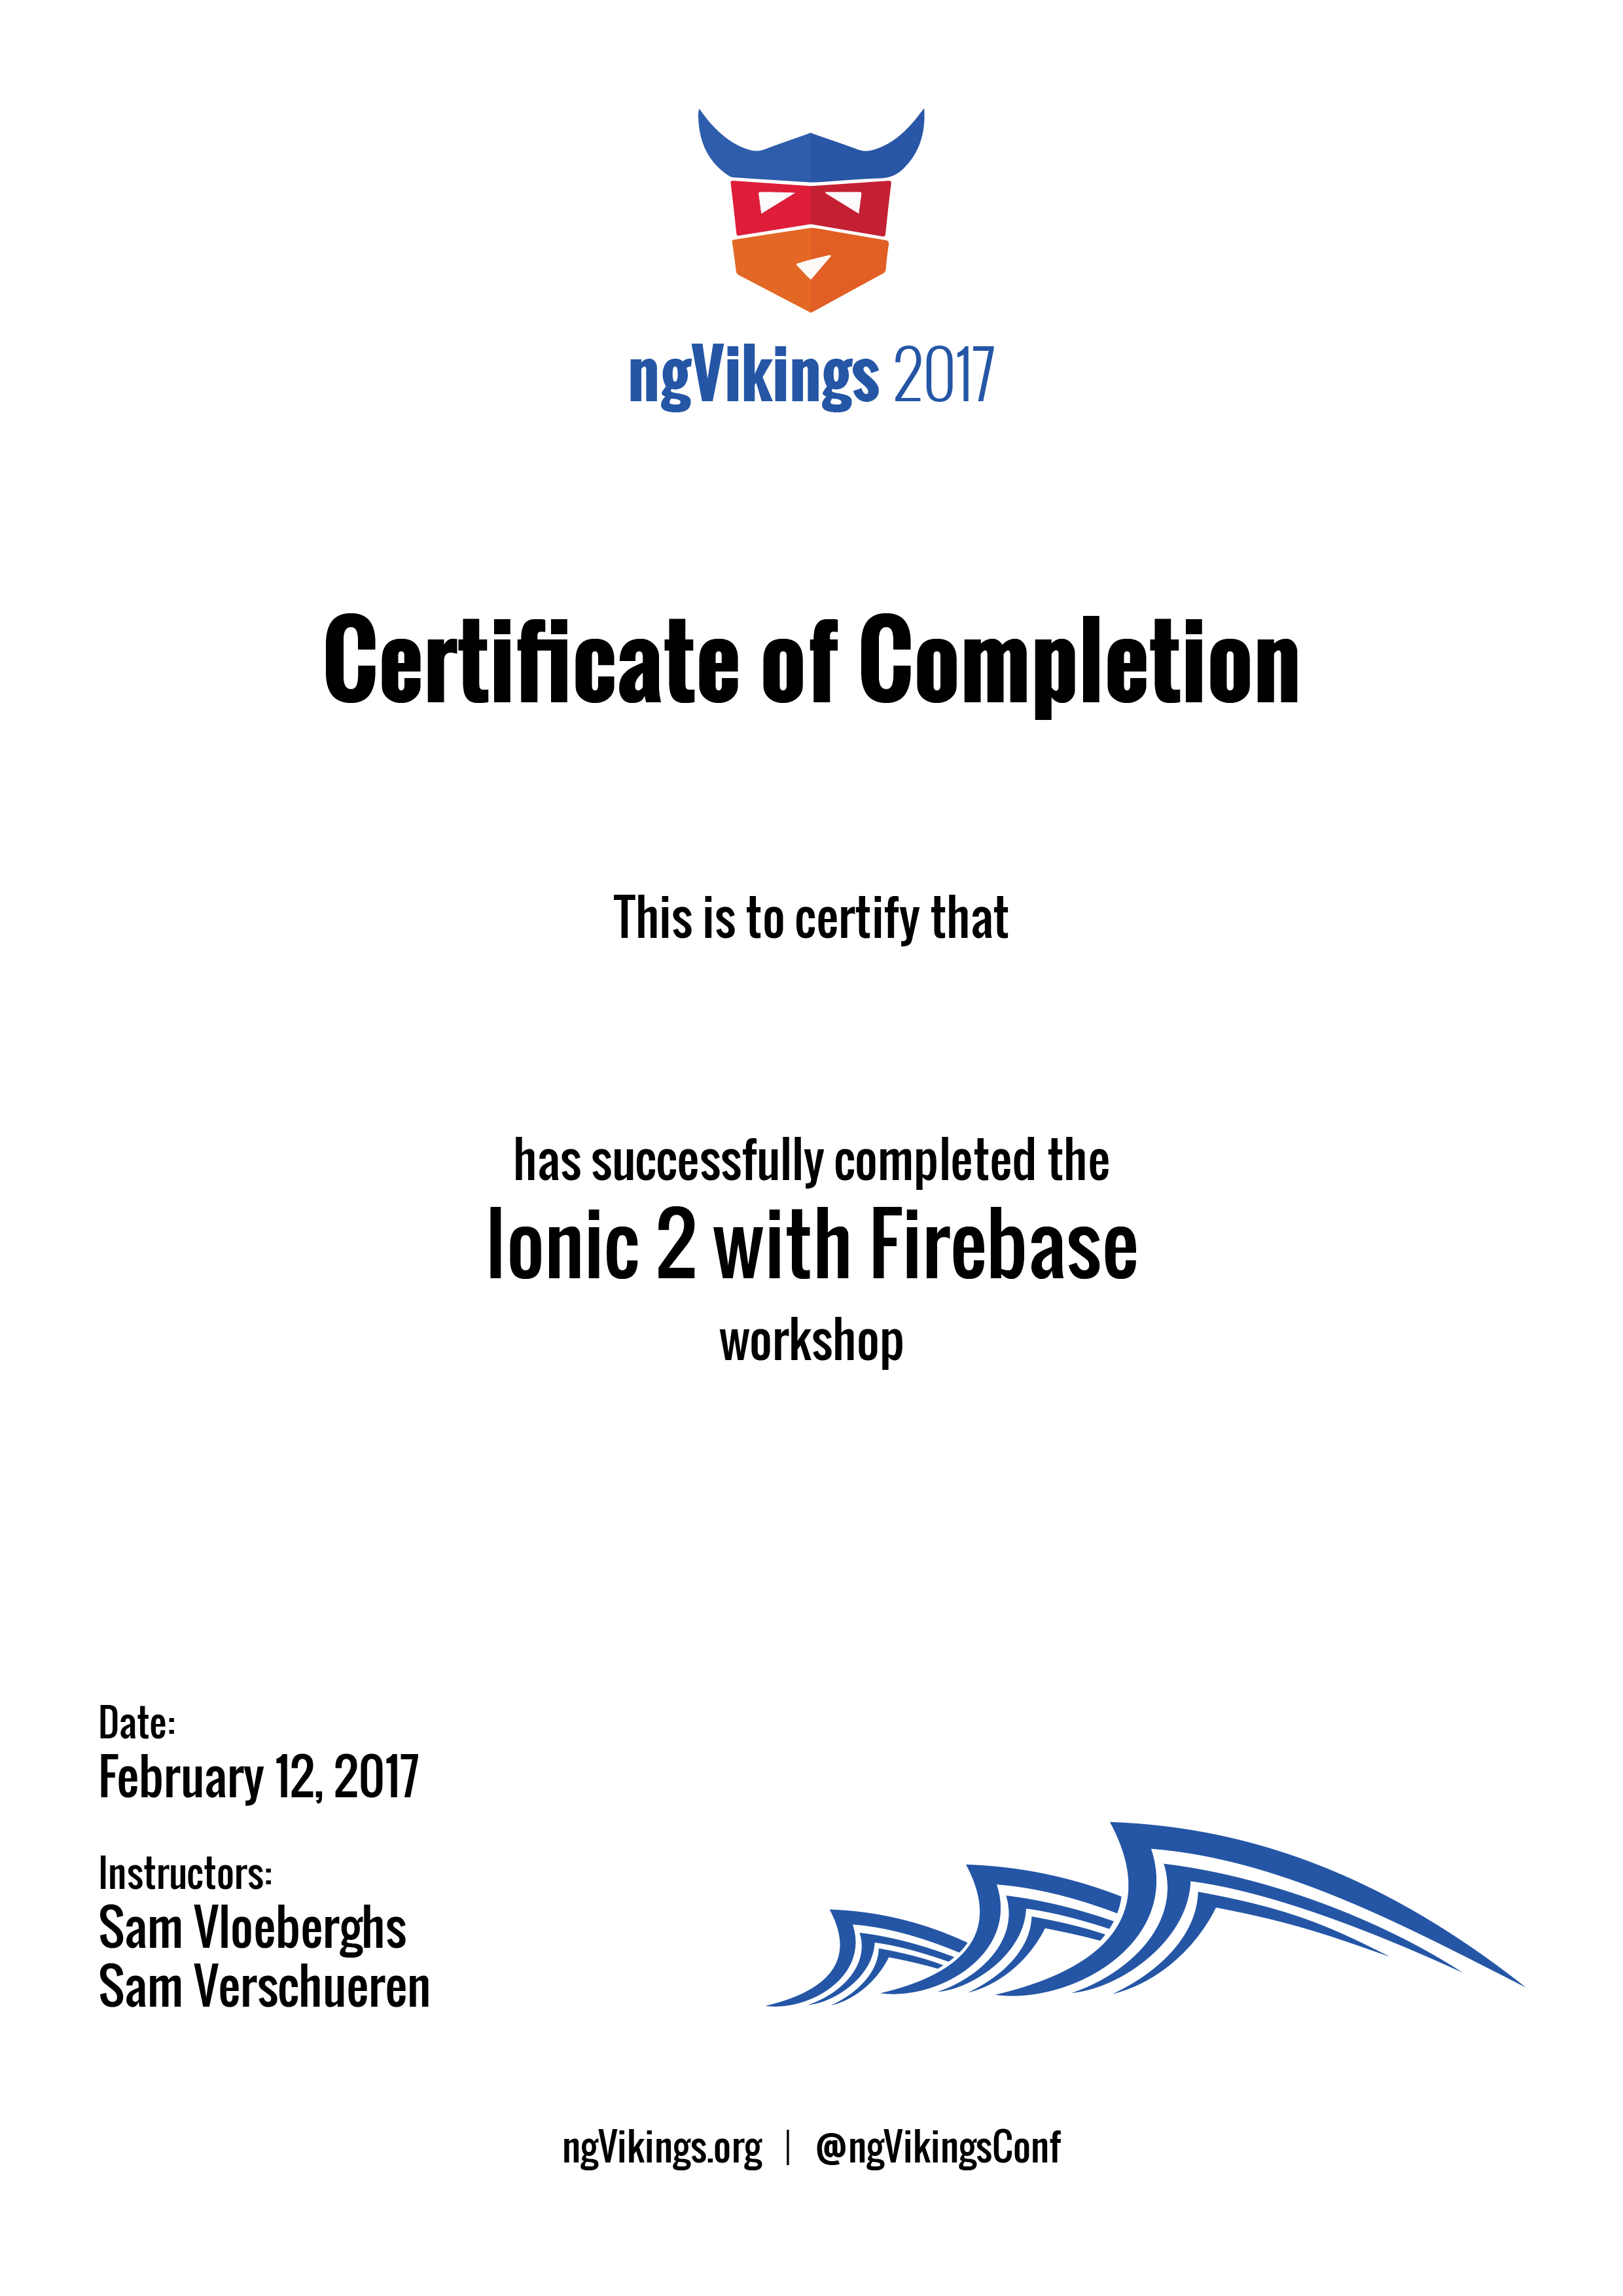 ngVikings 2017
Certificate of Completion
This is to certify that
has successfully completed the
Ionic 2 with Firebase
workshop
Date:
February 12, 2017
Instructors:
Sam Vloeberghs
Sam Verschueren
ngVikings.org | @ngVikingsConf